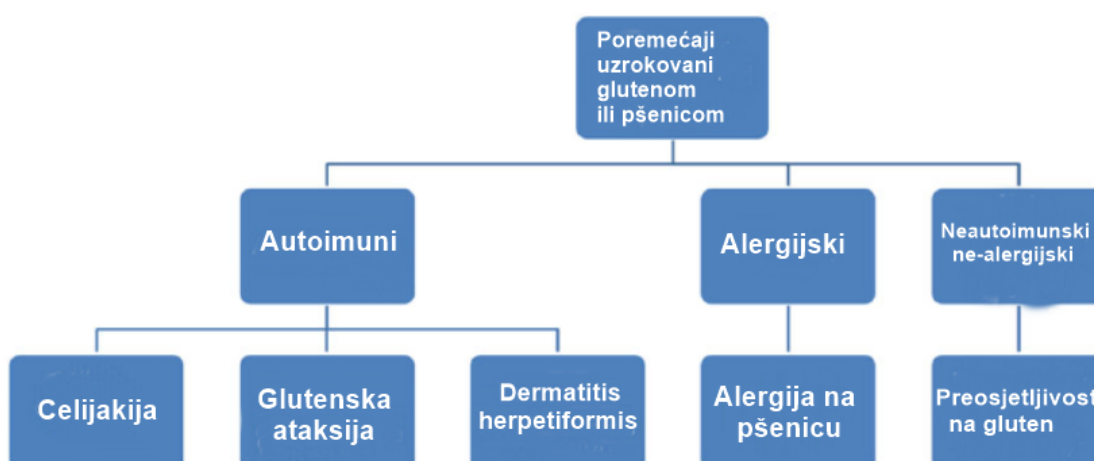 Poremećaji
uzrokovani
glutenom
ili pšenicom
Autoimuni
Alergijski
Neautoimunski
ne-alergijski
Celijakija
Glutenska
ataksija
Dermatitis
herpetiformis
Alergija na
pšenicu
Preosjetljivost
na gluten